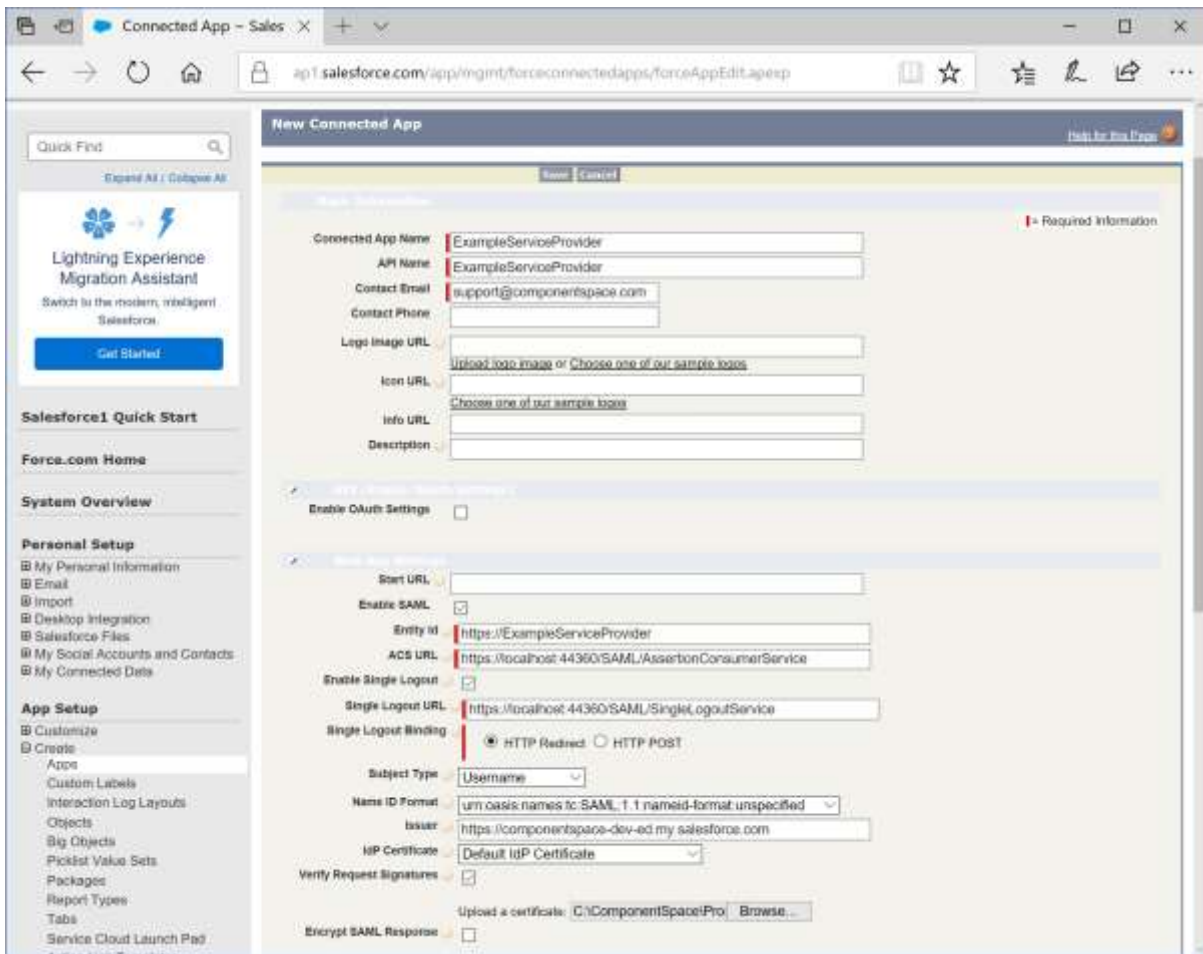 Connected App - Sales
ap1.salesforce.com/app/mgmt/forceconnectedapps/forceAppEdit.apexp
Quick Find
Expand All | Collapse All
Lightning Experience
Migration Assistant
Switch to the modern, intelligent
Salesforce.
Get Started
Salesforce1 Quick Start
Force.com Home
System Overview
Personal Setup
My Personal Information
Email
Import
Desktop Integration
Salesforce Files
My Social Accounts and Contacts
My Connected Data
App Setup
Customize
Create
Apps
Custom Labels
Interaction Log Layouts
Objects
Big Objects
Picklist Value Sets
Packages
Report Types
Tabs
Service Cloud Launch Pad
New Connected App
Help for this Page
Save Cancel
Basic Information
= Required Information
Connected App Name ExampleServiceProvider
API Name ExampleServiceProvider
Contact Email support@componentspace.com
Contact Phone
Logo Image URL
Upload logo image or Choose one of our sample logos
Icon URL
Choose one of our sample logos
Info URL
Description
Enable OAuth Settings
Start URL
Enable SAML
Entity Id https://ExampleServiceProvider
ACS URL https://localhost:44360/SAML/AssertionConsumerService
Enable Single Logout
Single Logout URL https://localhost:44360/SAML/SingleLogoutService
Single Logout Binding HTTP Redirect HTTP POST
Subject Type Username
Name ID Format urn:oasis:names:tc:SAML:1.1:nameid-format:unspecified
Issuer https://componentspace-dev-ed.my.salesforce.com
IdP Certificate Default IdP Certificate
Verify Request Signatures
Upload a certificate: C:\ComponentSpace\Pro Browse...
Encrypt SAML Response